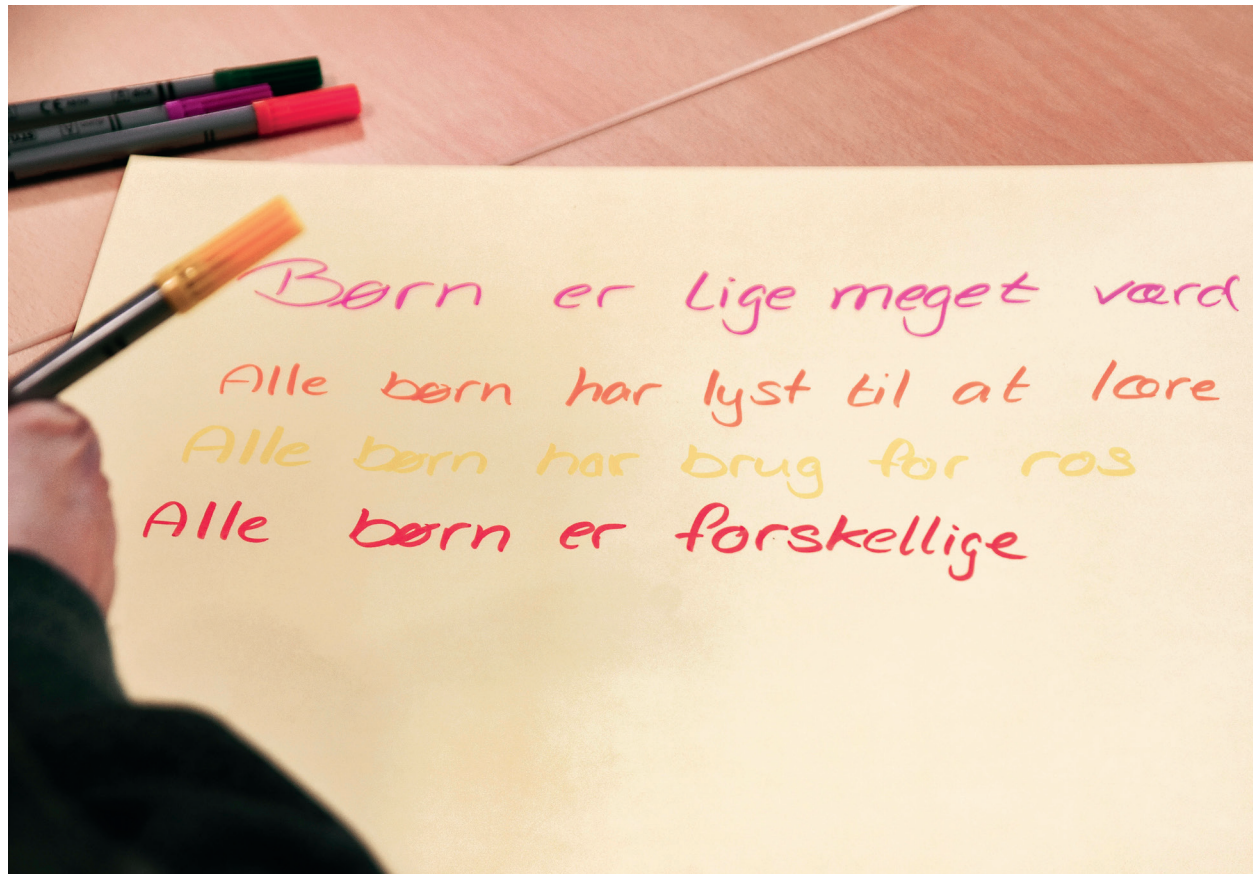 Børn er lige meget værd
Alle børn har lyst til at lære
Alle børn har brug for ros
Alle børn er forskellige